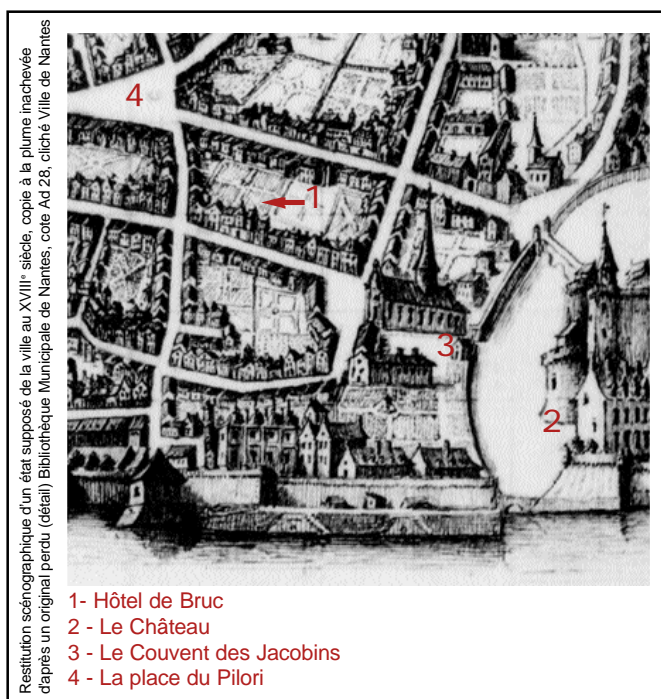 Restitution scénographique d'un état supposé de la ville au XVIII° siècle, copié à la plume inachevée
d'après un original perdu (détail) Bibliothèque Municipale de Nantes, cote Ad 28, cliché VIlle de Nantes
4
1
3
2
1- Hôtel de Bruc
2 - Le Château
3 - Le Couvent des Jacobins
4 - La place du Pilori